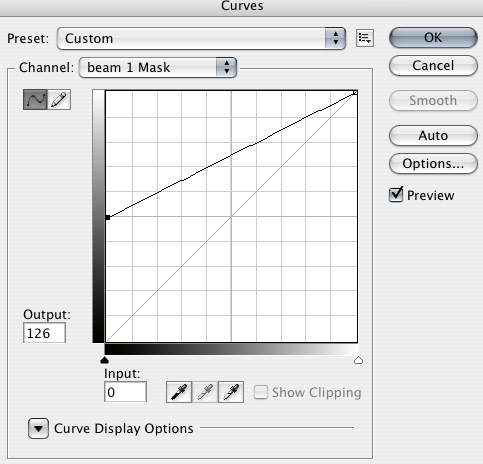 Curves
Preset: Custom
OK
Channel: beam 1 Mask
Cancel
Smooth
Auto
Options...
Preview
Output:
126
Input:
0
Show Clipping
Curve Display Options